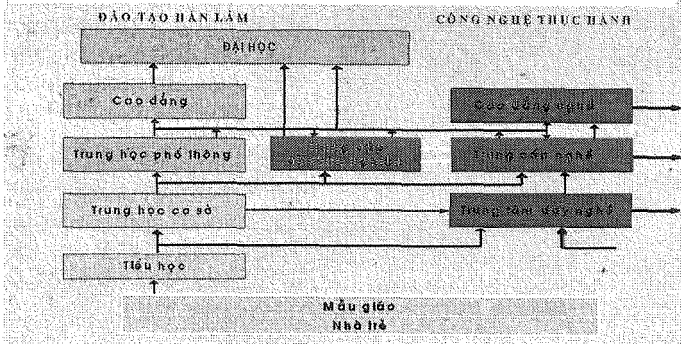 ĐÀO TẠO HÀN LÂM
CÔNG NGHỆ THỰC HÀNH
ĐẠI HỌC
Cao đẳng
Cao đẳng nghề
Trung học phổ thông
Trung cấp nghề
Trung học cơ sở
Trung tâm dạy nghề
Tiểu học
Mẫu giáo
Nhà trẻ